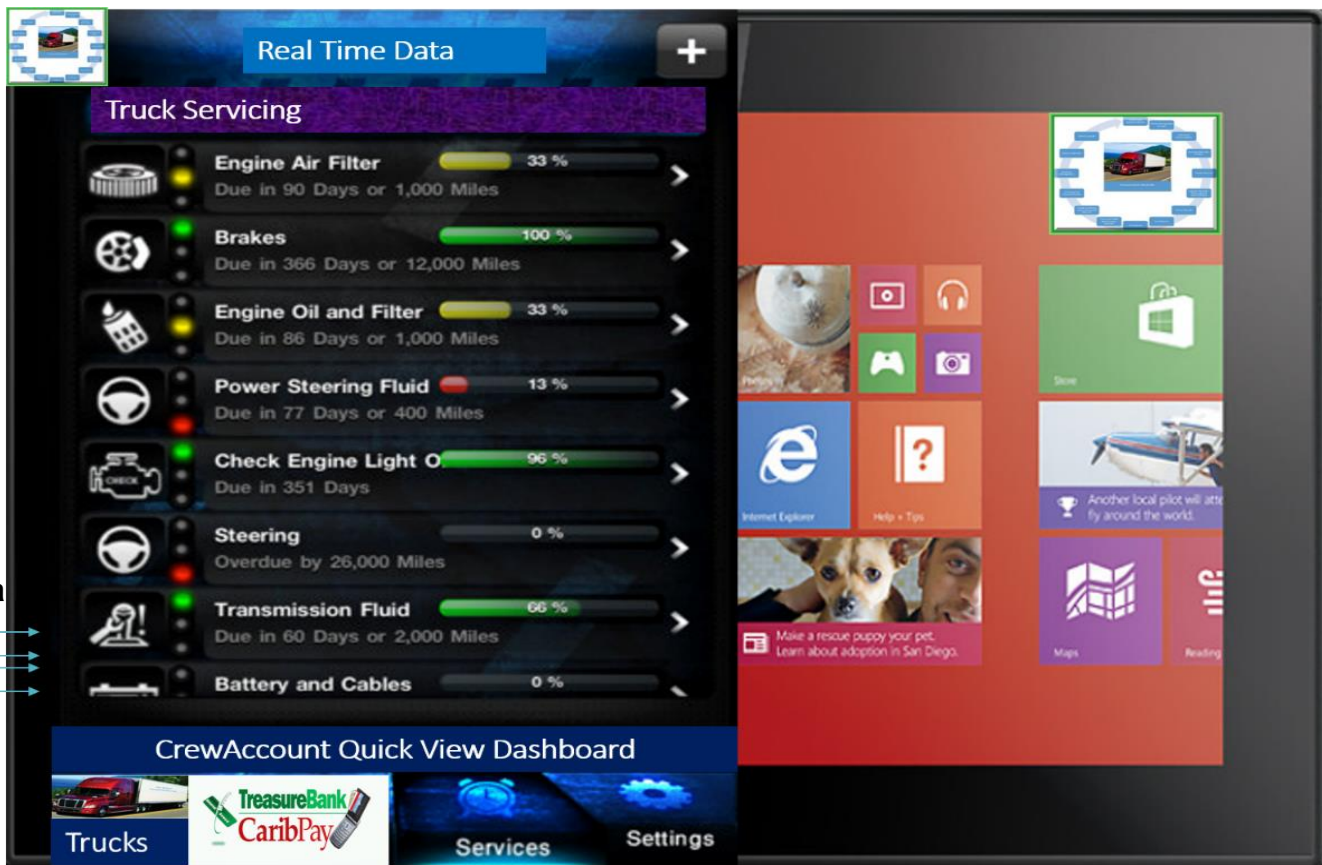 Real Time Data
+
Truck Servicing
Engine Air Filter 33 %
Due in 90 Days or 1,000 Miles
Brakes 100 %
Due in 366 Days or 12,000 Miles
Engine Oil and Filter 33 %
Due in 86 Days or 1,000 Miles
Power Steering Fluid 13 %
Due in 77 Days or 400 Miles
CHECK
Check Engine Light O 96 %
Due in 351 Days
Steering 0 %
Overdue by 26,000 Miles
Transmission Fluid 66 %
Due in 60 Days or 2,000 Miles
Battery and Cables 0 %
CrewAccount Quick View Dashboard
Trucks
TreasureBank
CaribPay
Services
Settings
Store
Internet Explorer
?
Help + Tips
Another local pilot will atte
fly around the world.
Make a rescue puppy your pet.
Learn about adoption in San Diego.
Maps
Reading